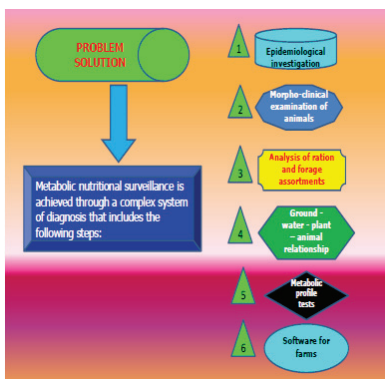 PROBLEM
SOLUTION
Metabolic nutritional surveillance is
achieved through a complex system
of diagnosis that includes the
following steps:
1
Epidemiological
investigation
2
Morpho-clinical
examination of
animals
3
Analysis of ration
and forage
assortments
4
Ground -
water - plant
– animal
relationship
5
Metabolic
profile
tests
6
Software for
farms